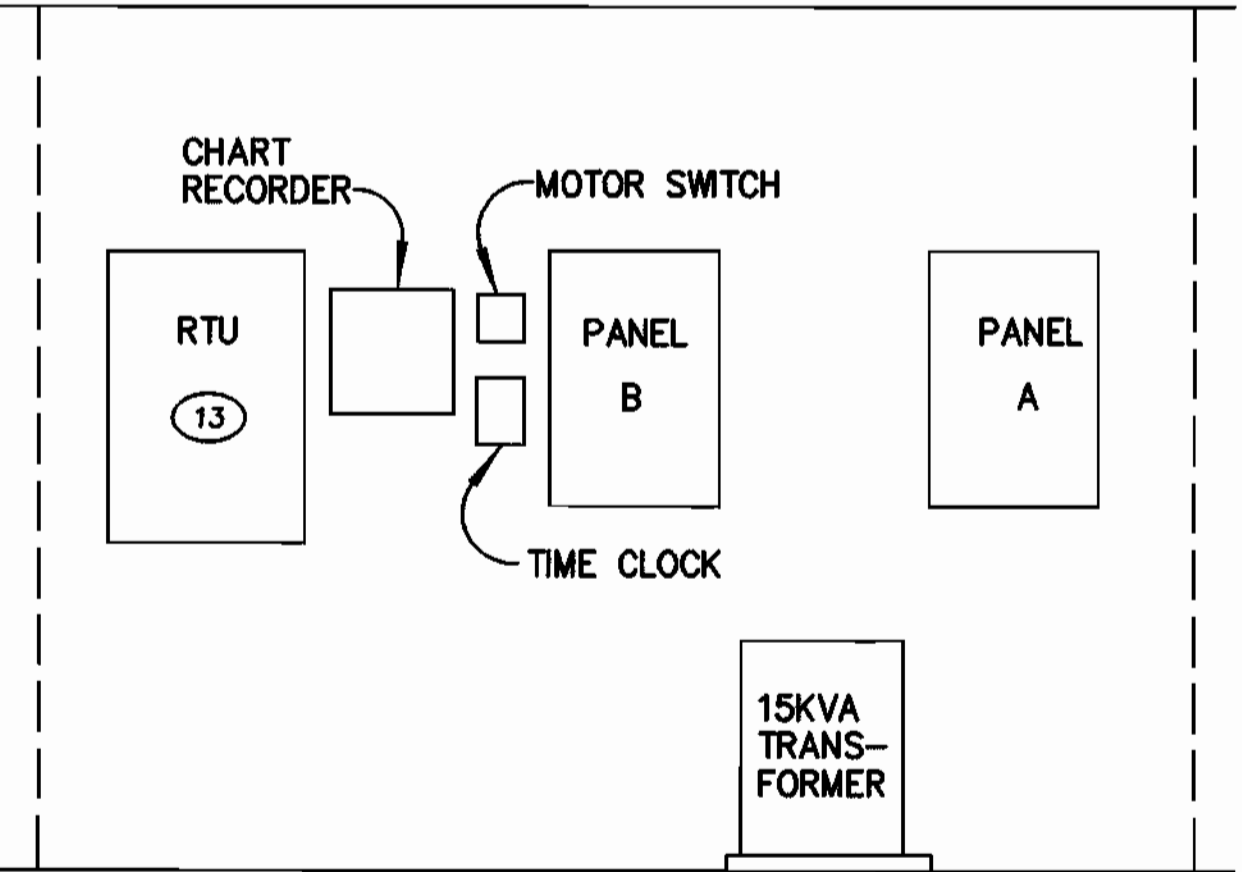 CHART
RECORDER
MOTOR SWITCH
RTU
13
PANEL
B
PANEL
A
TIME CLOCK
15KVA
TRANS-
FORMER